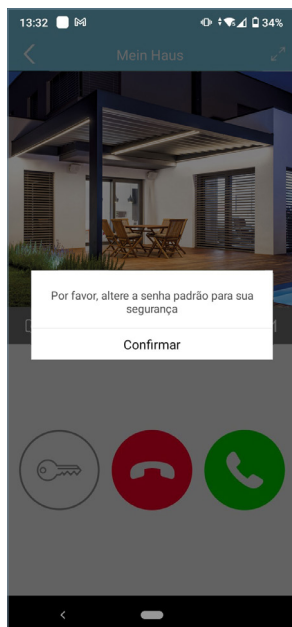 13:32 34%
Mein Haus
Por favor, altere a senha padrão para sua
segurança
Confirmar